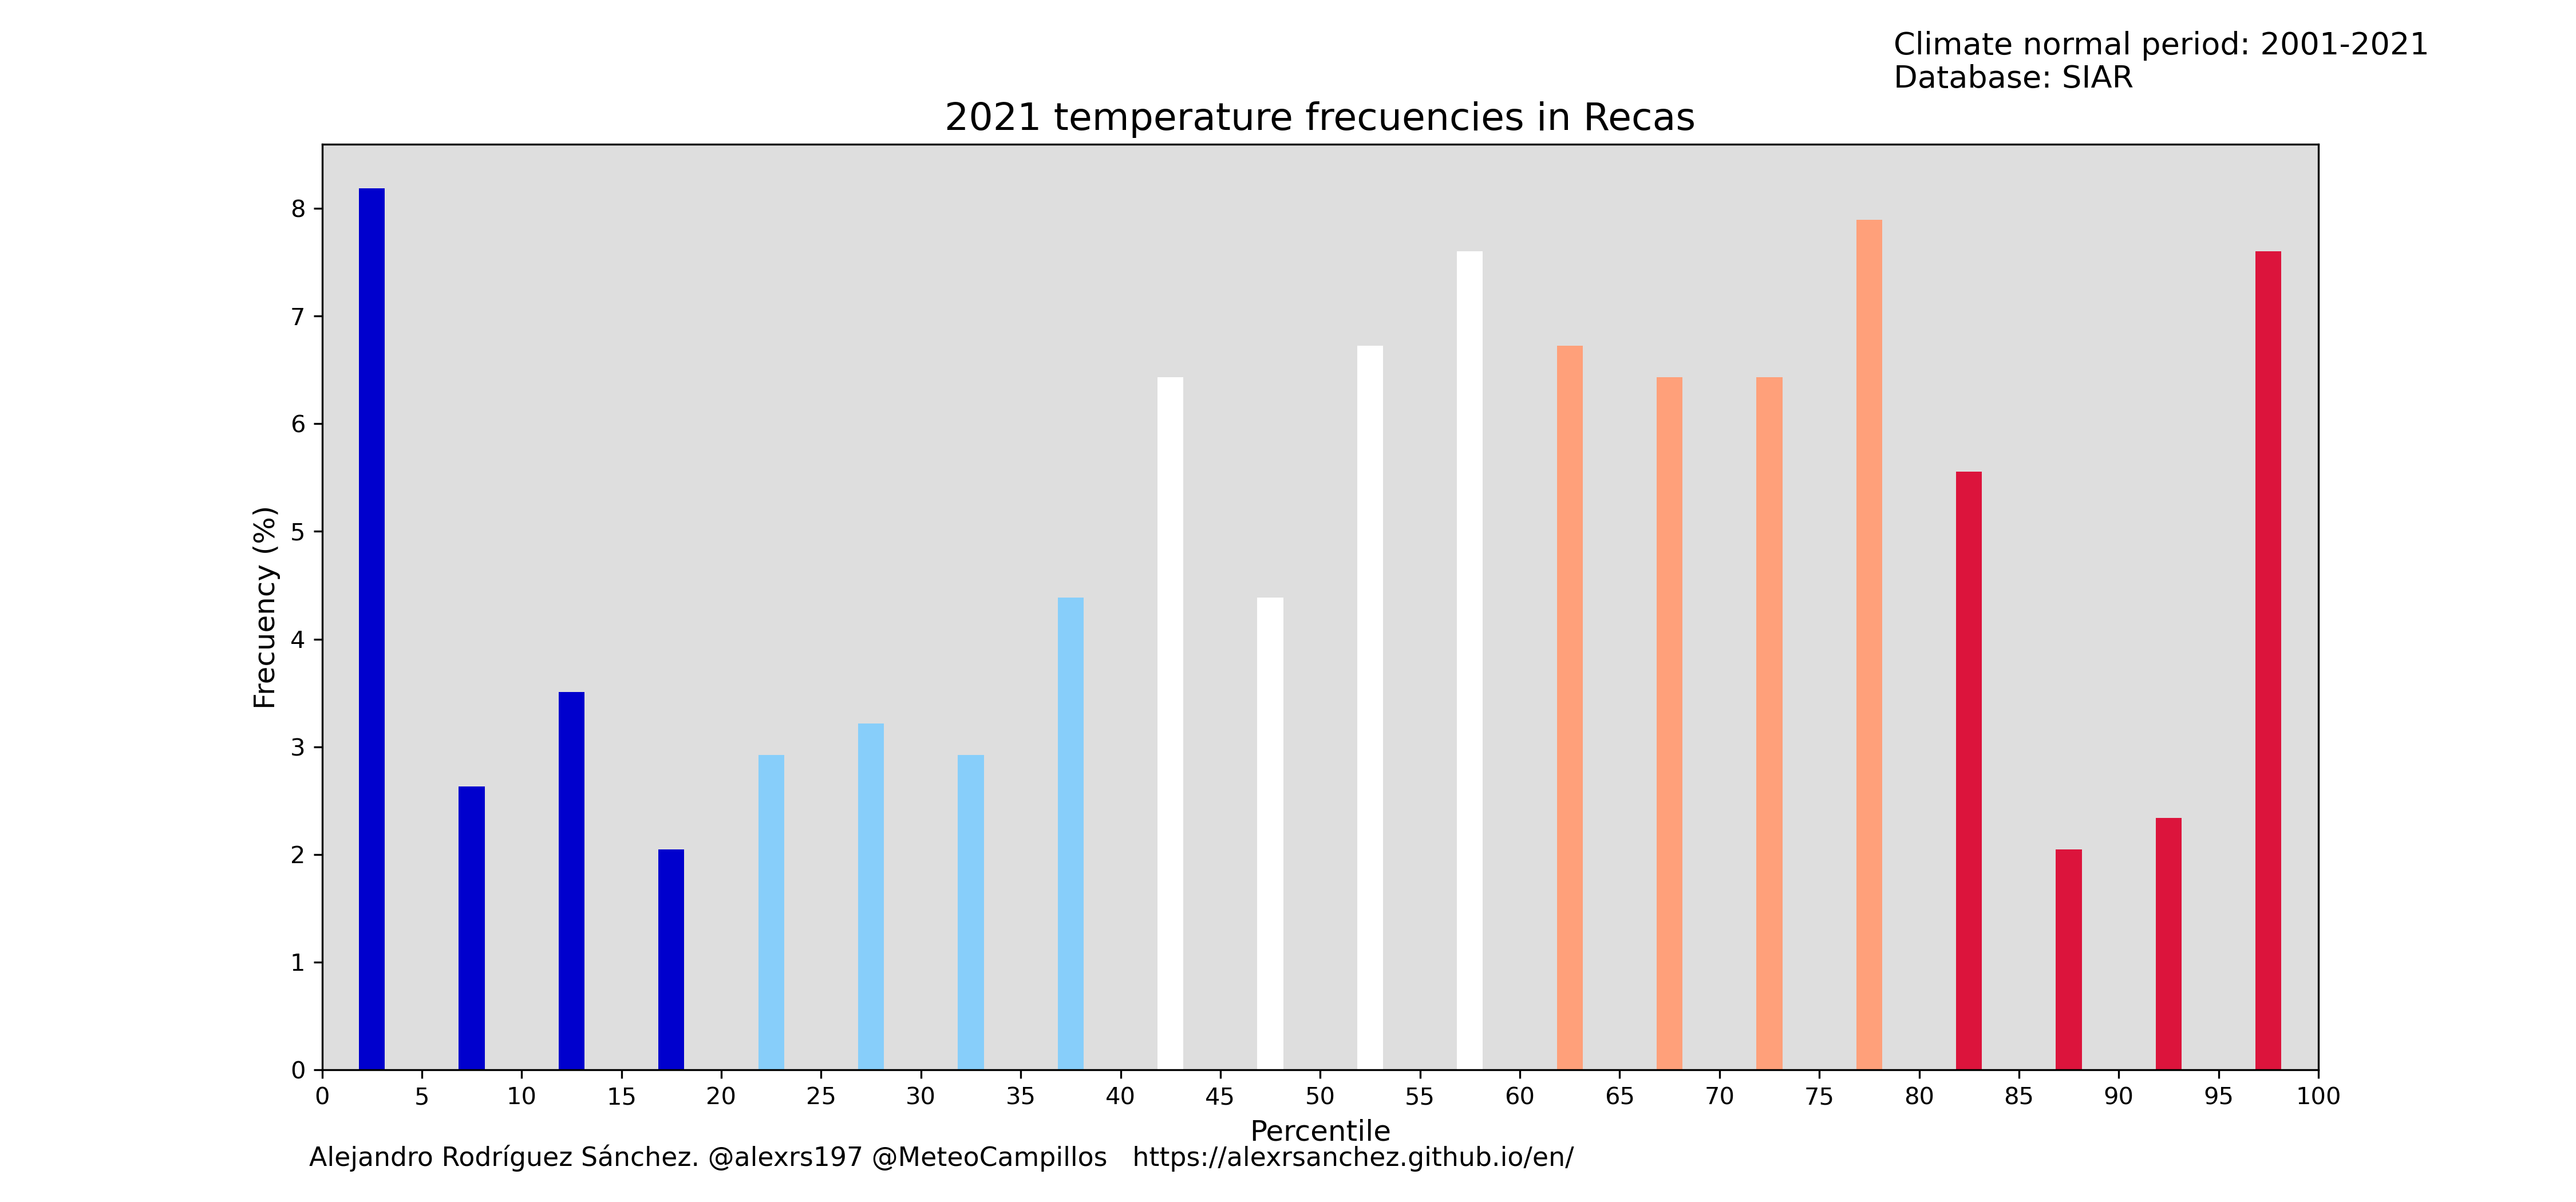 Climate normal period: 2001-2021
Database: SIAR
2021 temperature frecuencies in Recas
Frecuency (%)
8
7
6
5
4
3
2
1
0
0 5 10 15 20 25 30 35 40 45 50 55 60 65 70 75 80 85 90 95 100
Percentile
Alejandro Rodríguez Sánchez. @alexrs197 @MeteoCampillos https://alexrsanchez.github.io/en/